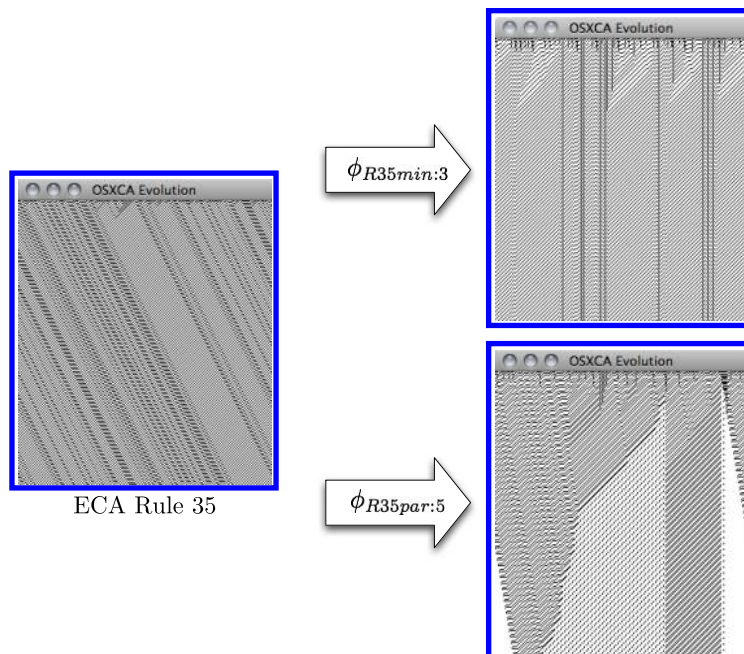 OSXCA Evolution
ϕR35min:3
OSXCA Evolution
ECA Rule 35
OSXCA Evolution
ϕR35par:5